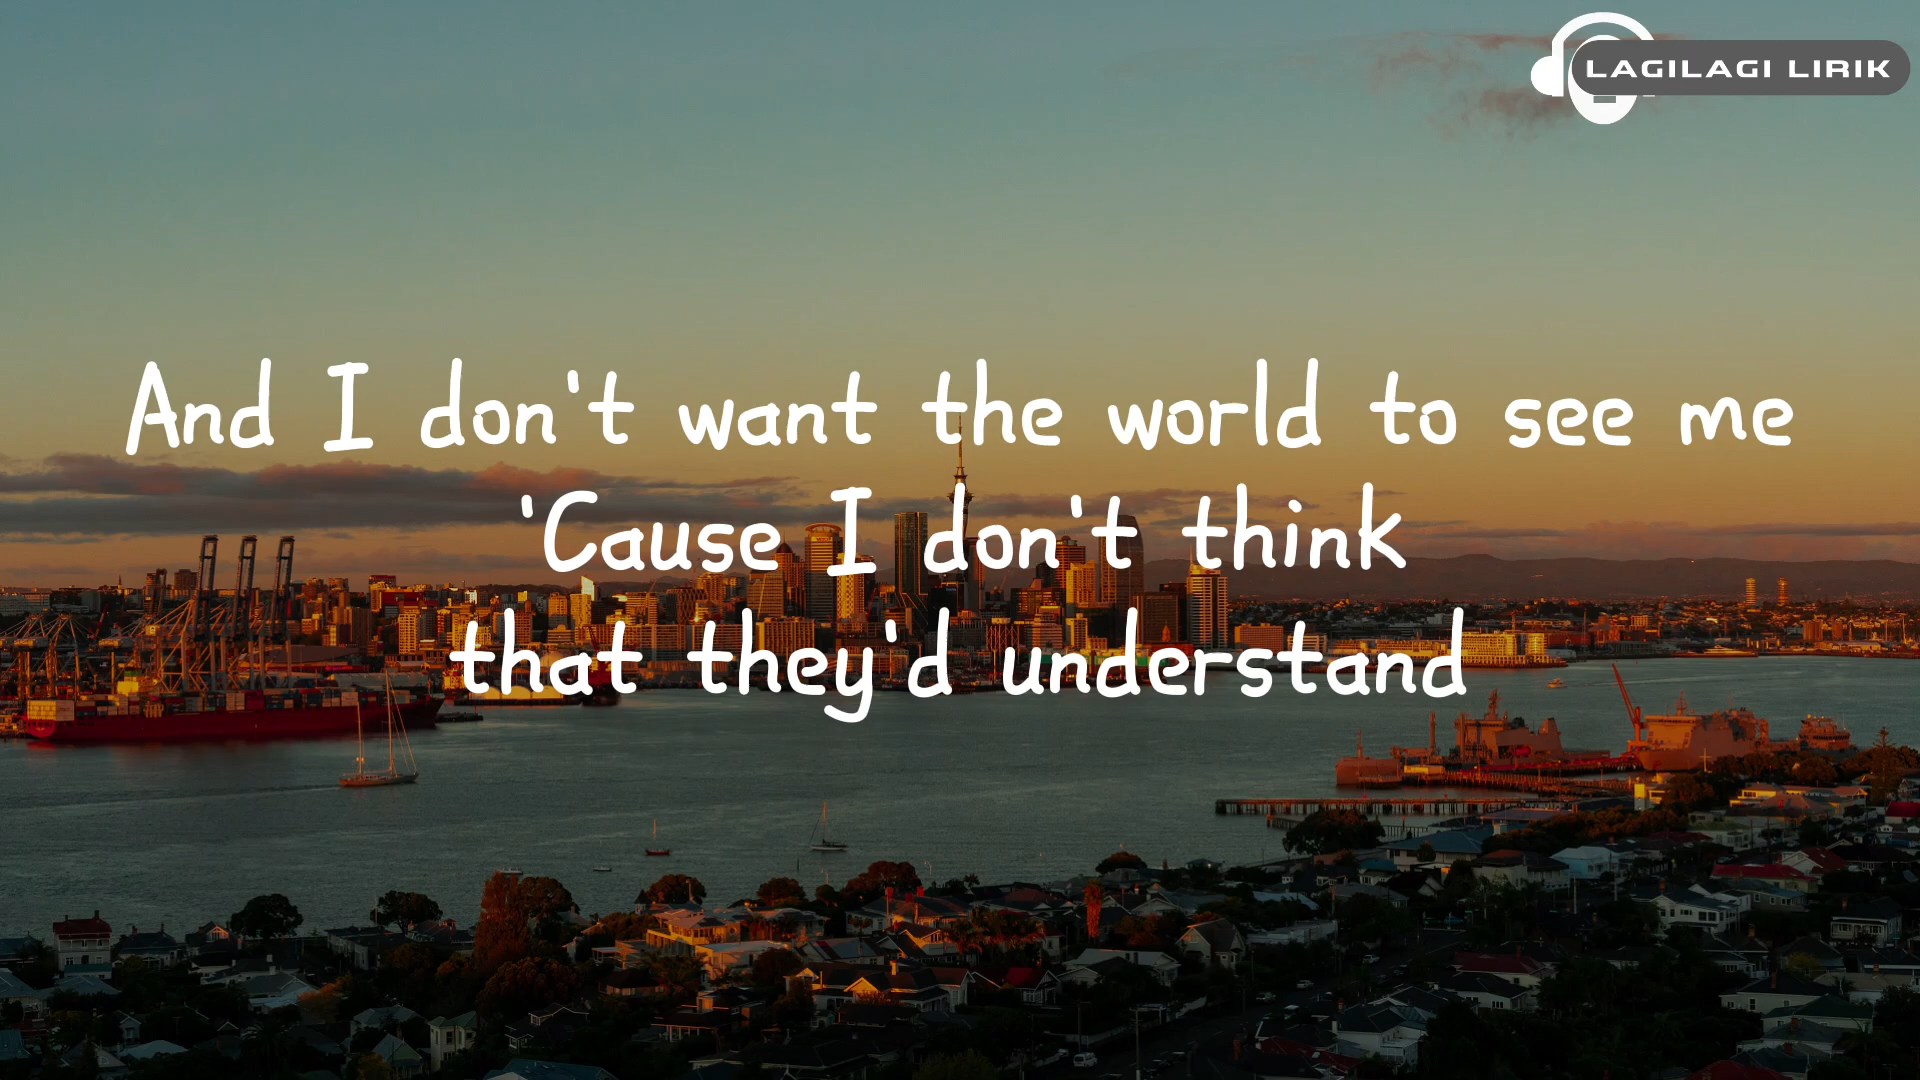 LAGILAGI LIRIK
And I don't want the world to see me
'Cause I don't think
that they'd understand